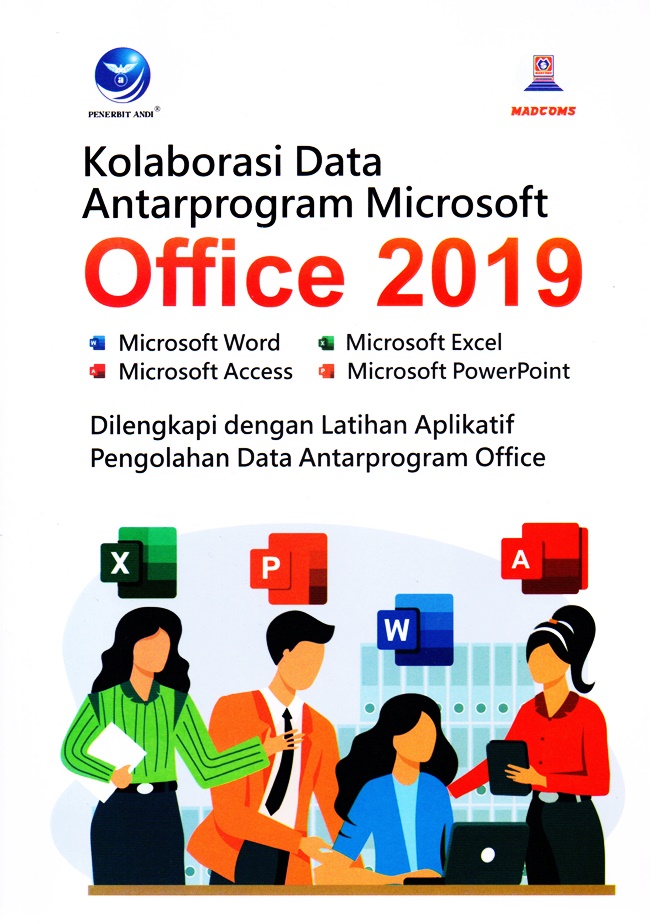 PENERBIT ANDI®
MADCOMS
Kolaborasi Data
Antarprogram Microsoft
Office 2019
Microsoft Word
Microsoft Excel
Microsoft Access
Microsoft PowerPoint
Dilengkapi dengan Latihan Aplikatif
Pengolahan Data Antarprogram Office
X
P
W
A